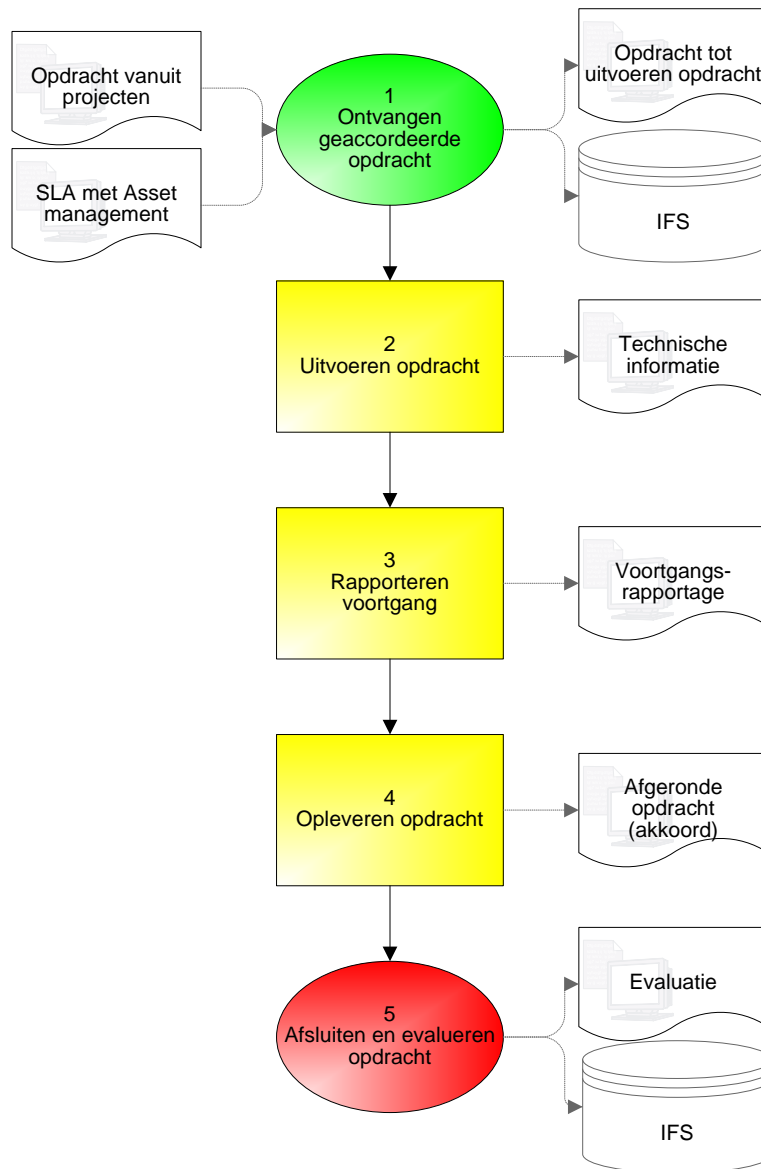 Opdracht vanuit
projecten
SLA met Asset
management
1
Ontvangen
geaccordeerde
opdracht
Opdracht tot
uitvoeren opdracht
IFS
2
Uitvoeren opdracht
Technische
informatie
3
Rapporteren
voortgang
Voortgangs-
rapportage
4
Opleveren opdracht
Afgeronde
opdracht
(akkoord)
5
Afsluiten en evalueren
opdracht
Evaluatie
IFS